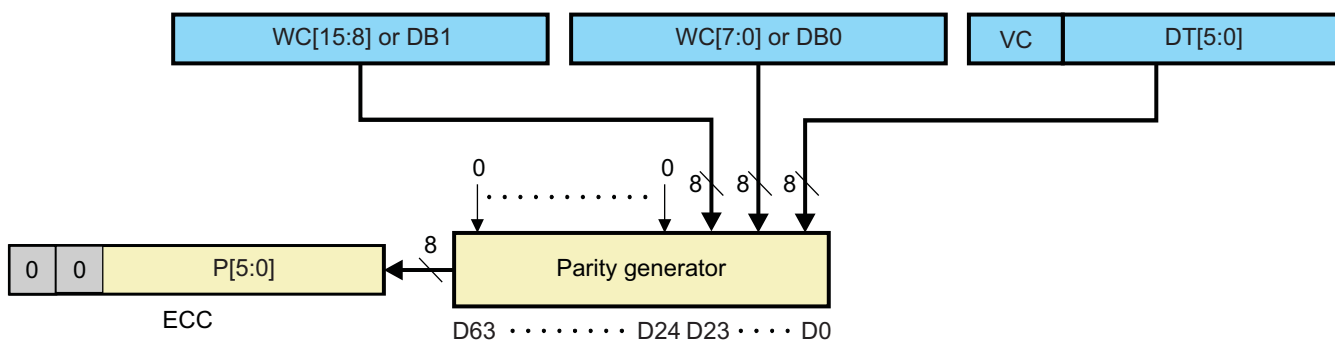 WC[15:8] or DB1
WC[7:0] or DB0
VC
DT[5:0]
0
0
8
8
8
8
0
0
P[5:0]
Parity generator
ECC
D63 · · · · · · · · D24 D23 · · · · D0